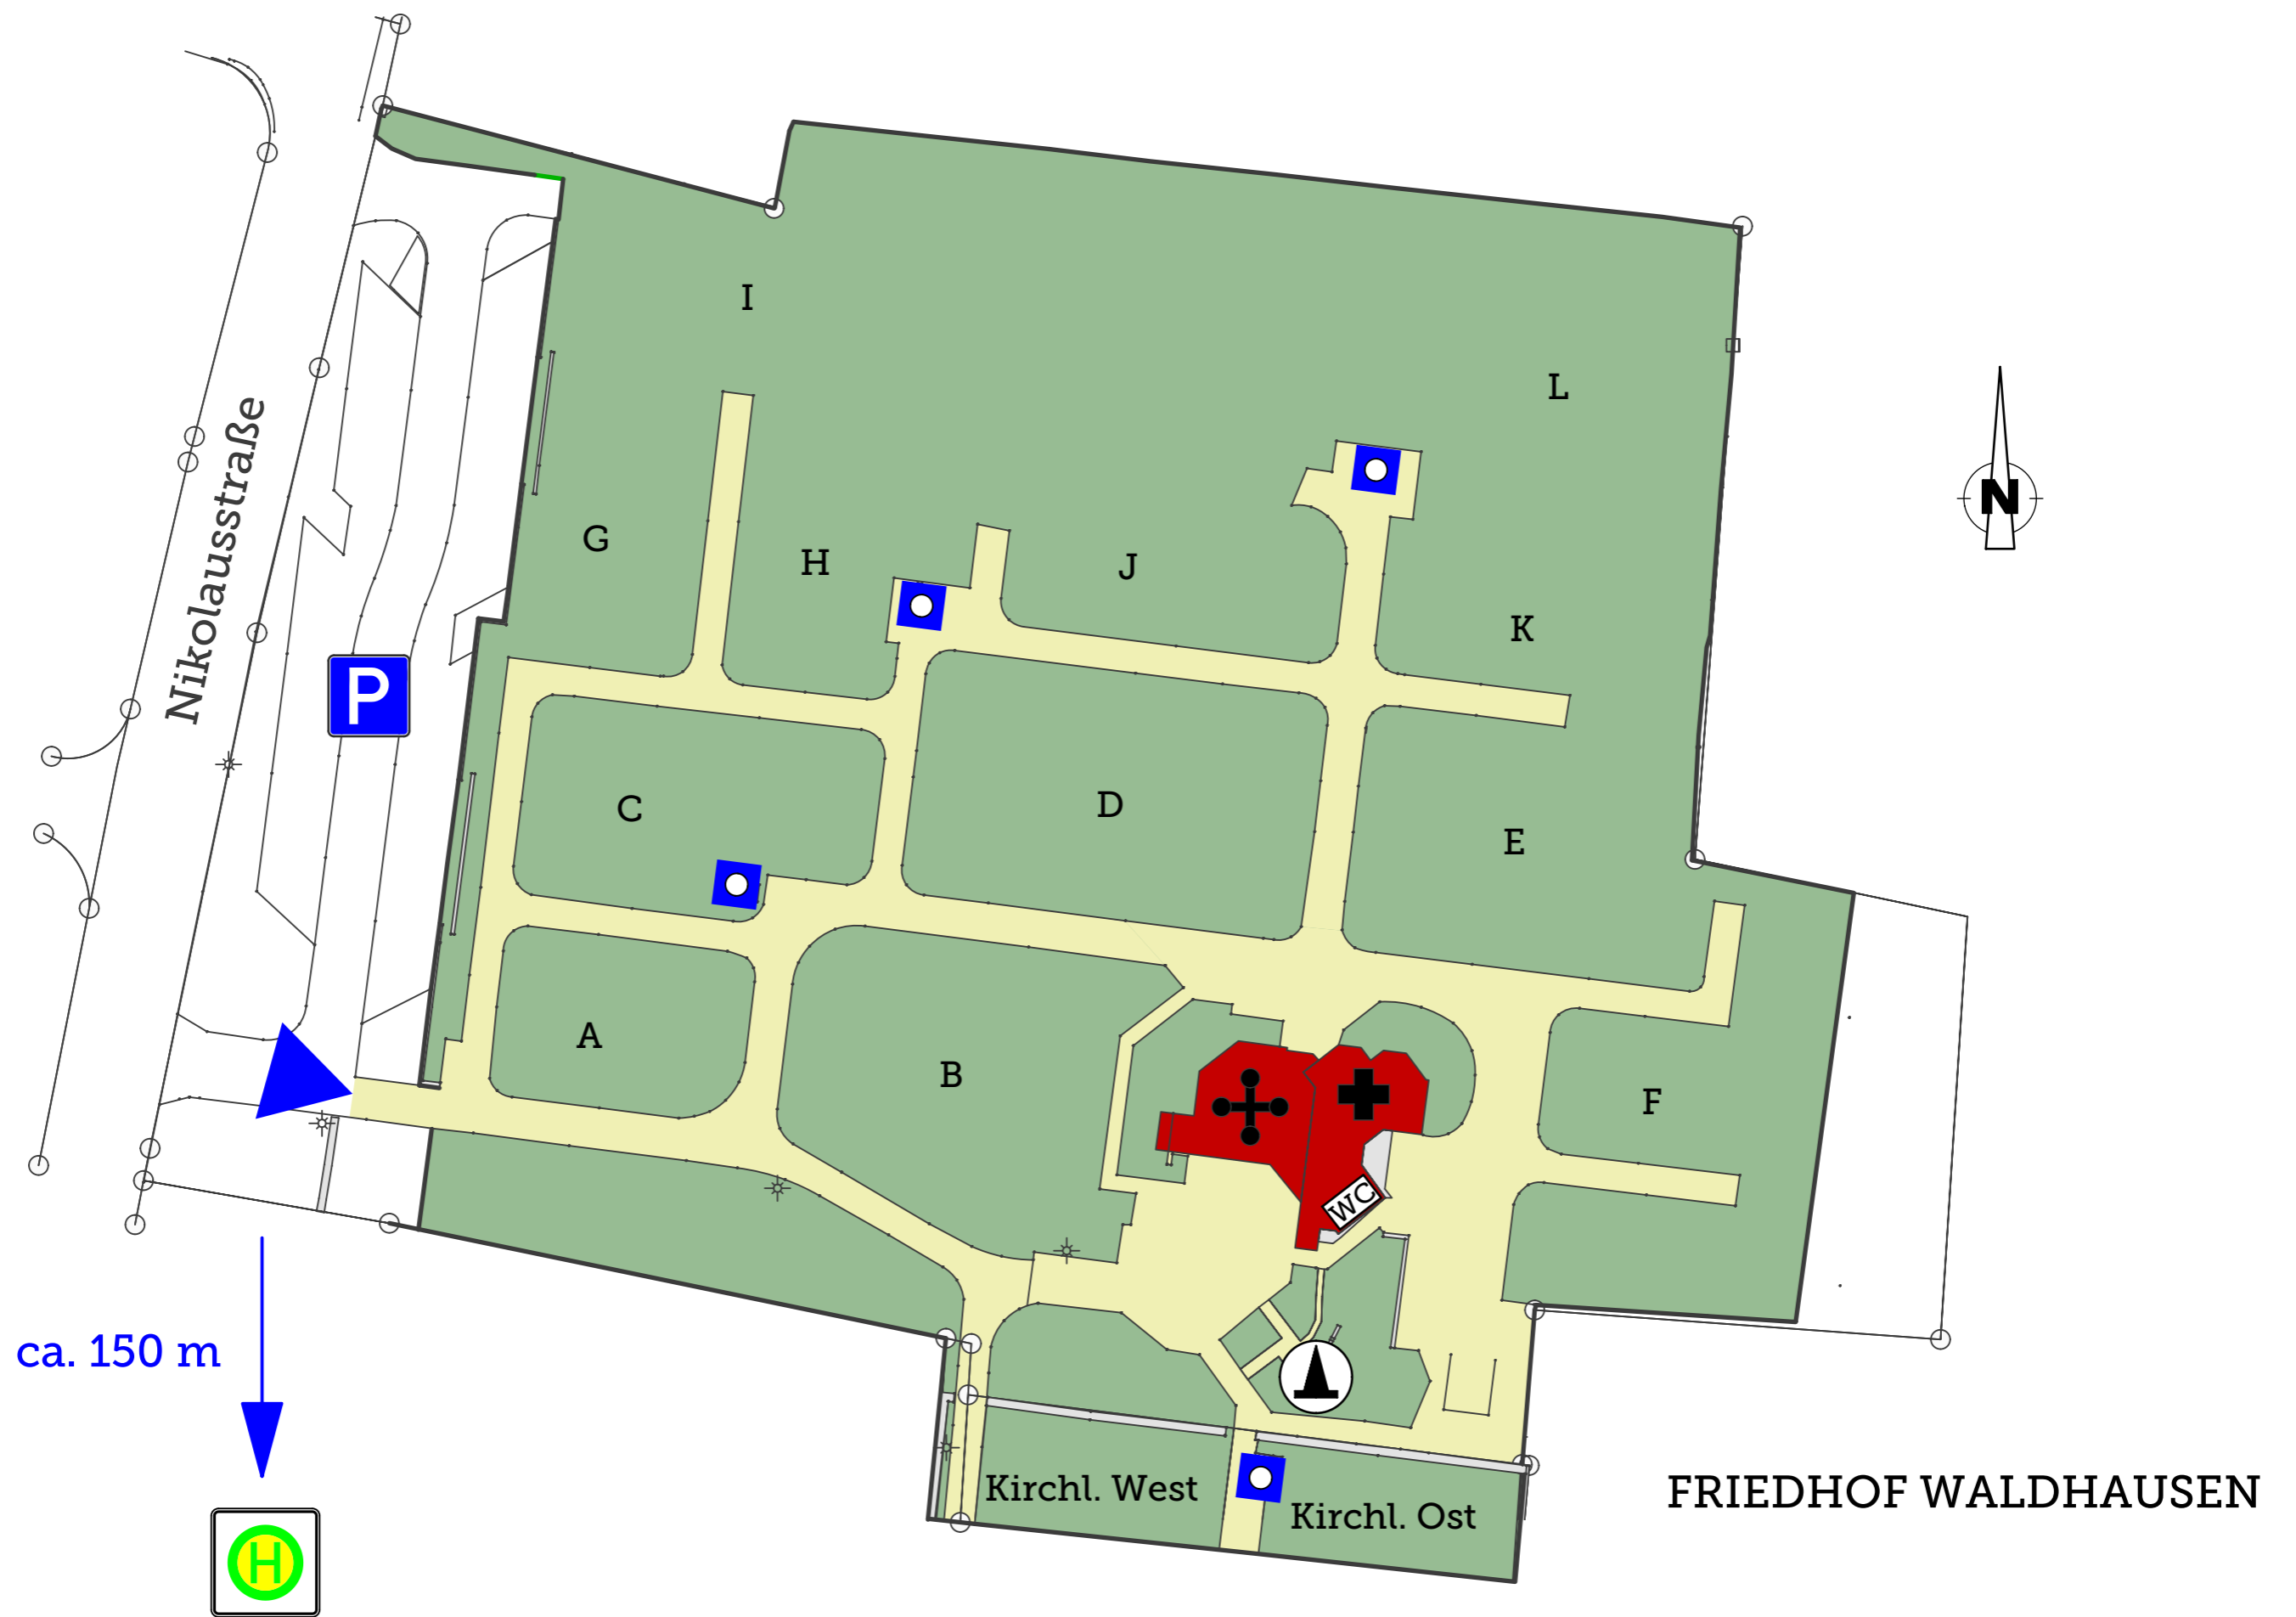 I
L
Nikolausstraße
N
G
H
J
K
P
C
D
E
A
B
F
WC
ca. 150 m
Kirchl. West
Kirchl. Ost
FRIEDHOF WALDHAUSEN
H